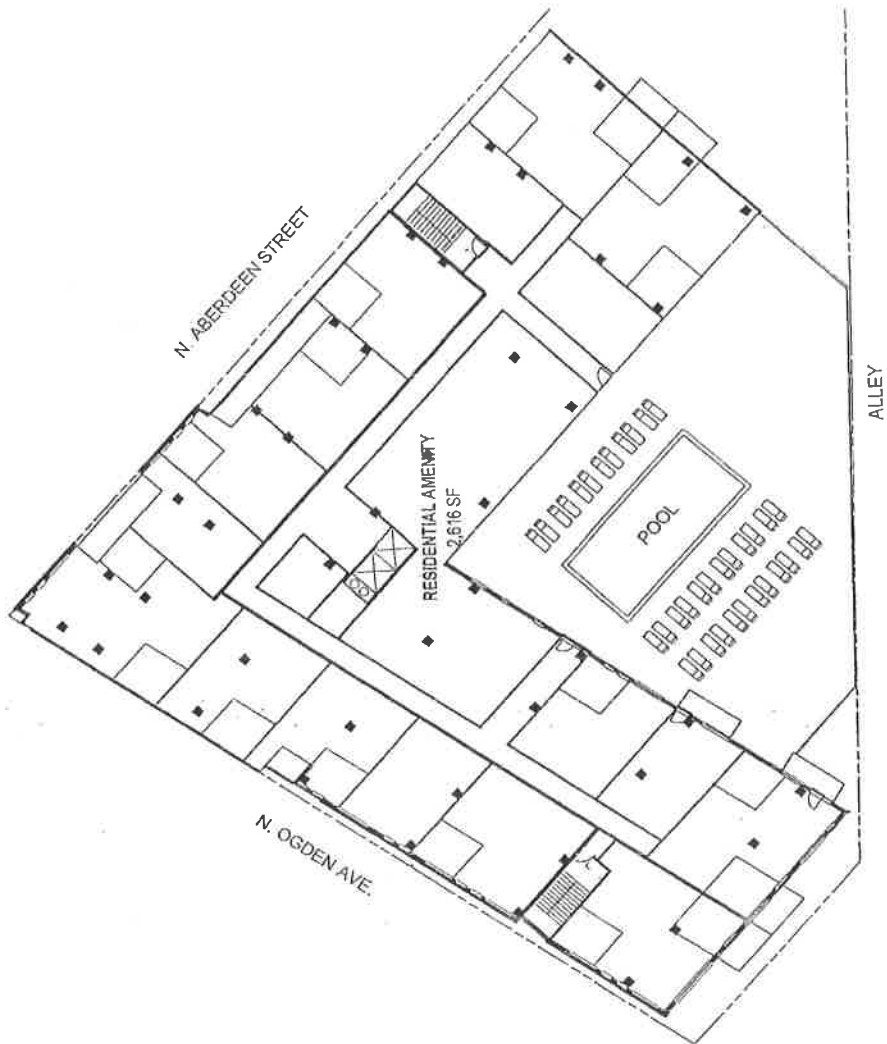 N. ABERDEEN STREET
RESIDENTIAL AMENITY
2,616 SF
POOL
ALLEY
N. OGDEN AVE.